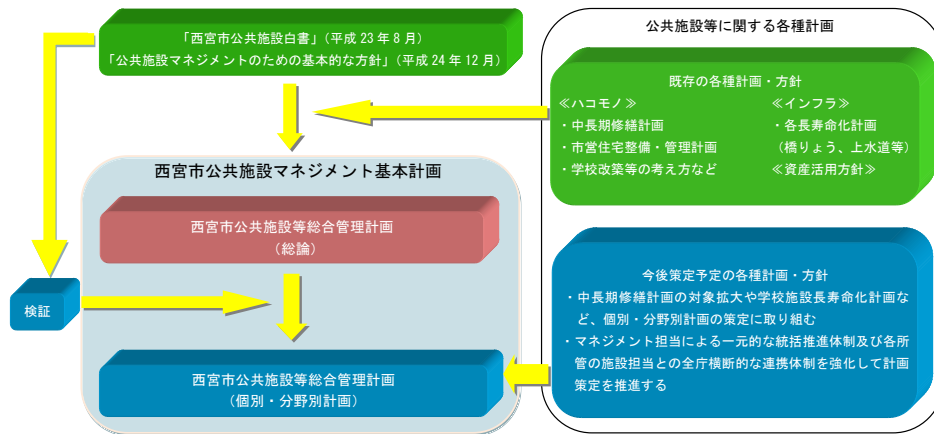 「西宮市公共施設白書」（平成 23 年 8 月）
「公共施設マネジメントのための基本的な方針」（平成 24 年 12 月）
西宮市公共施設マネジメント基本計画
西宮市公共施設等総合管理計画
（総論）
検証
西宮市公共施設等総合管理計画
（個別・分野別計画）
公共施設等に関する各種計画
既存の各種計画・方針
≪ハコモノ≫
・中長期修繕計画
・市営住宅整備・管理計画
・学校改築等の考え方など
≪インフラ≫
・各長寿命化計画
（橋りょう、上水道等）
≪資産活用方針≫
今後策定予定の各種計画・方針
・中長期修繕計画の対象拡大や学校施設長寿命化計画な
ど、個別・分野別計画の策定に取り組む
・マネジメント担当による一元的な統括推進体制及び各所
管の施設担当との全庁横断的な連携体制を強化して計画
策定を推進する